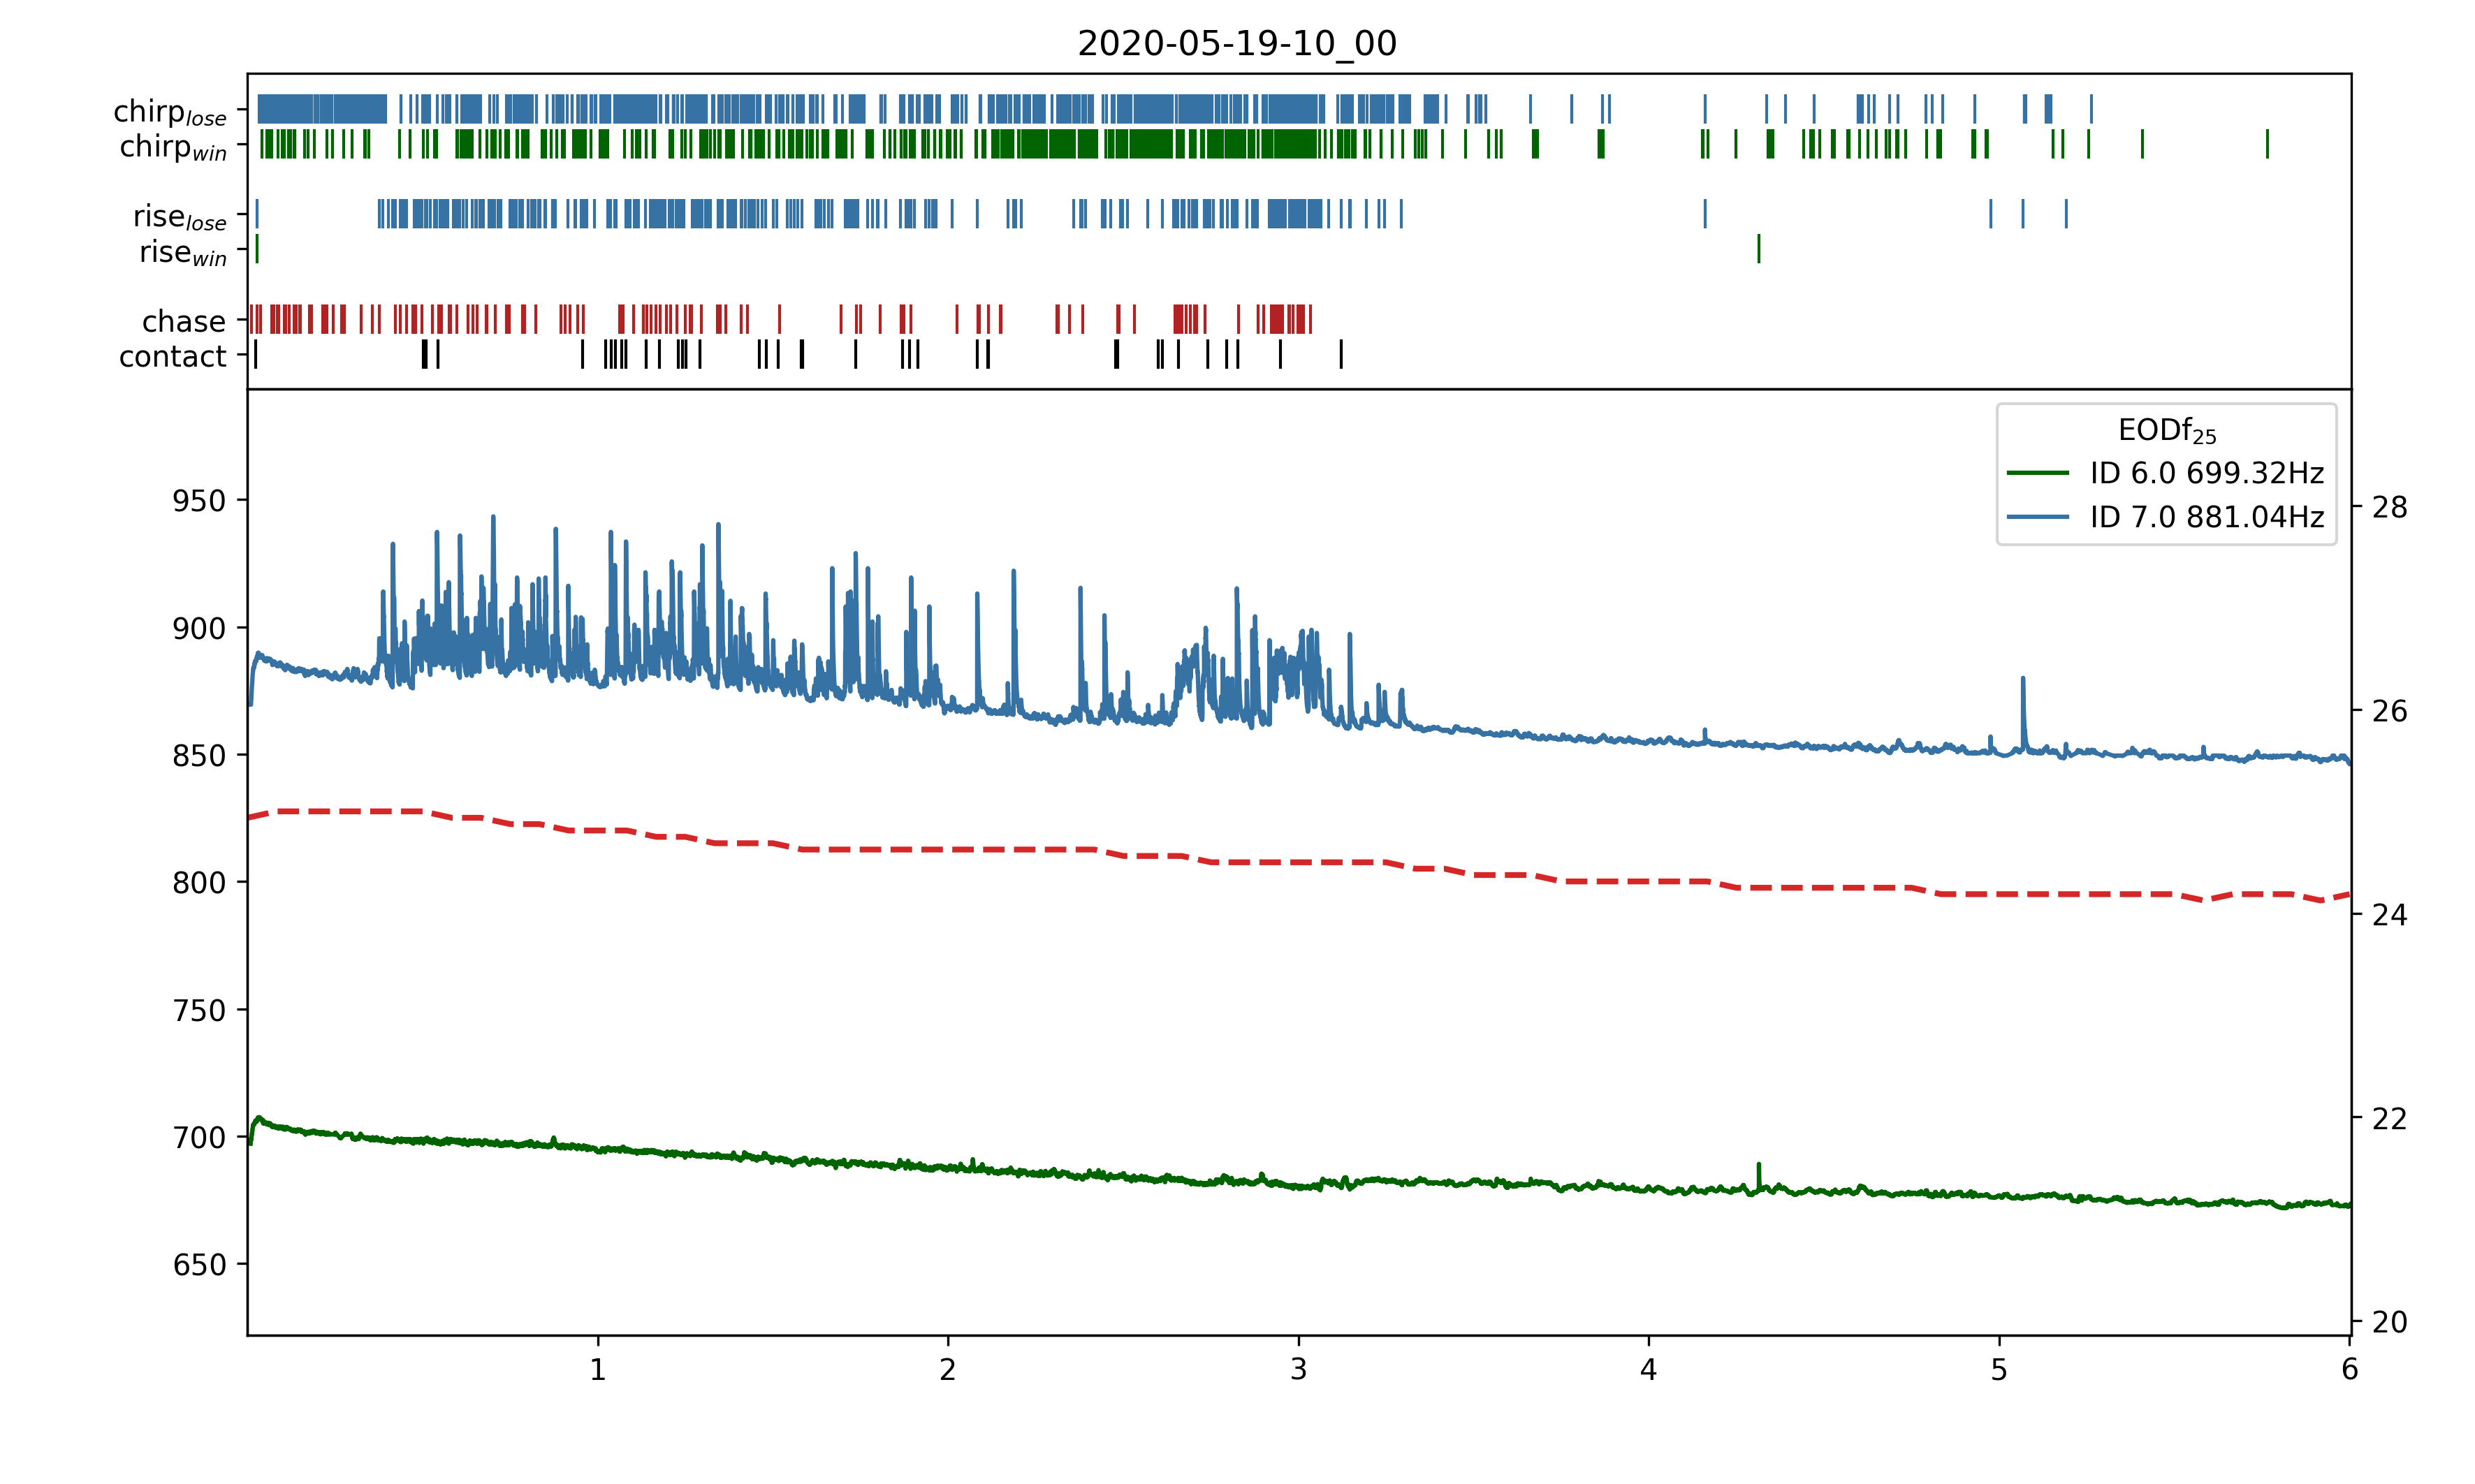 2020-05-19-10_00
chirp_lose
chirp_win
rise_lose
rise_win
chase
contact
EODf_25
ID 6.0 699.32Hz
ID 7.0 881.04Hz
950
900
850
800
750
700
650
28
26
24
22
20
1 2 3 4 5 6